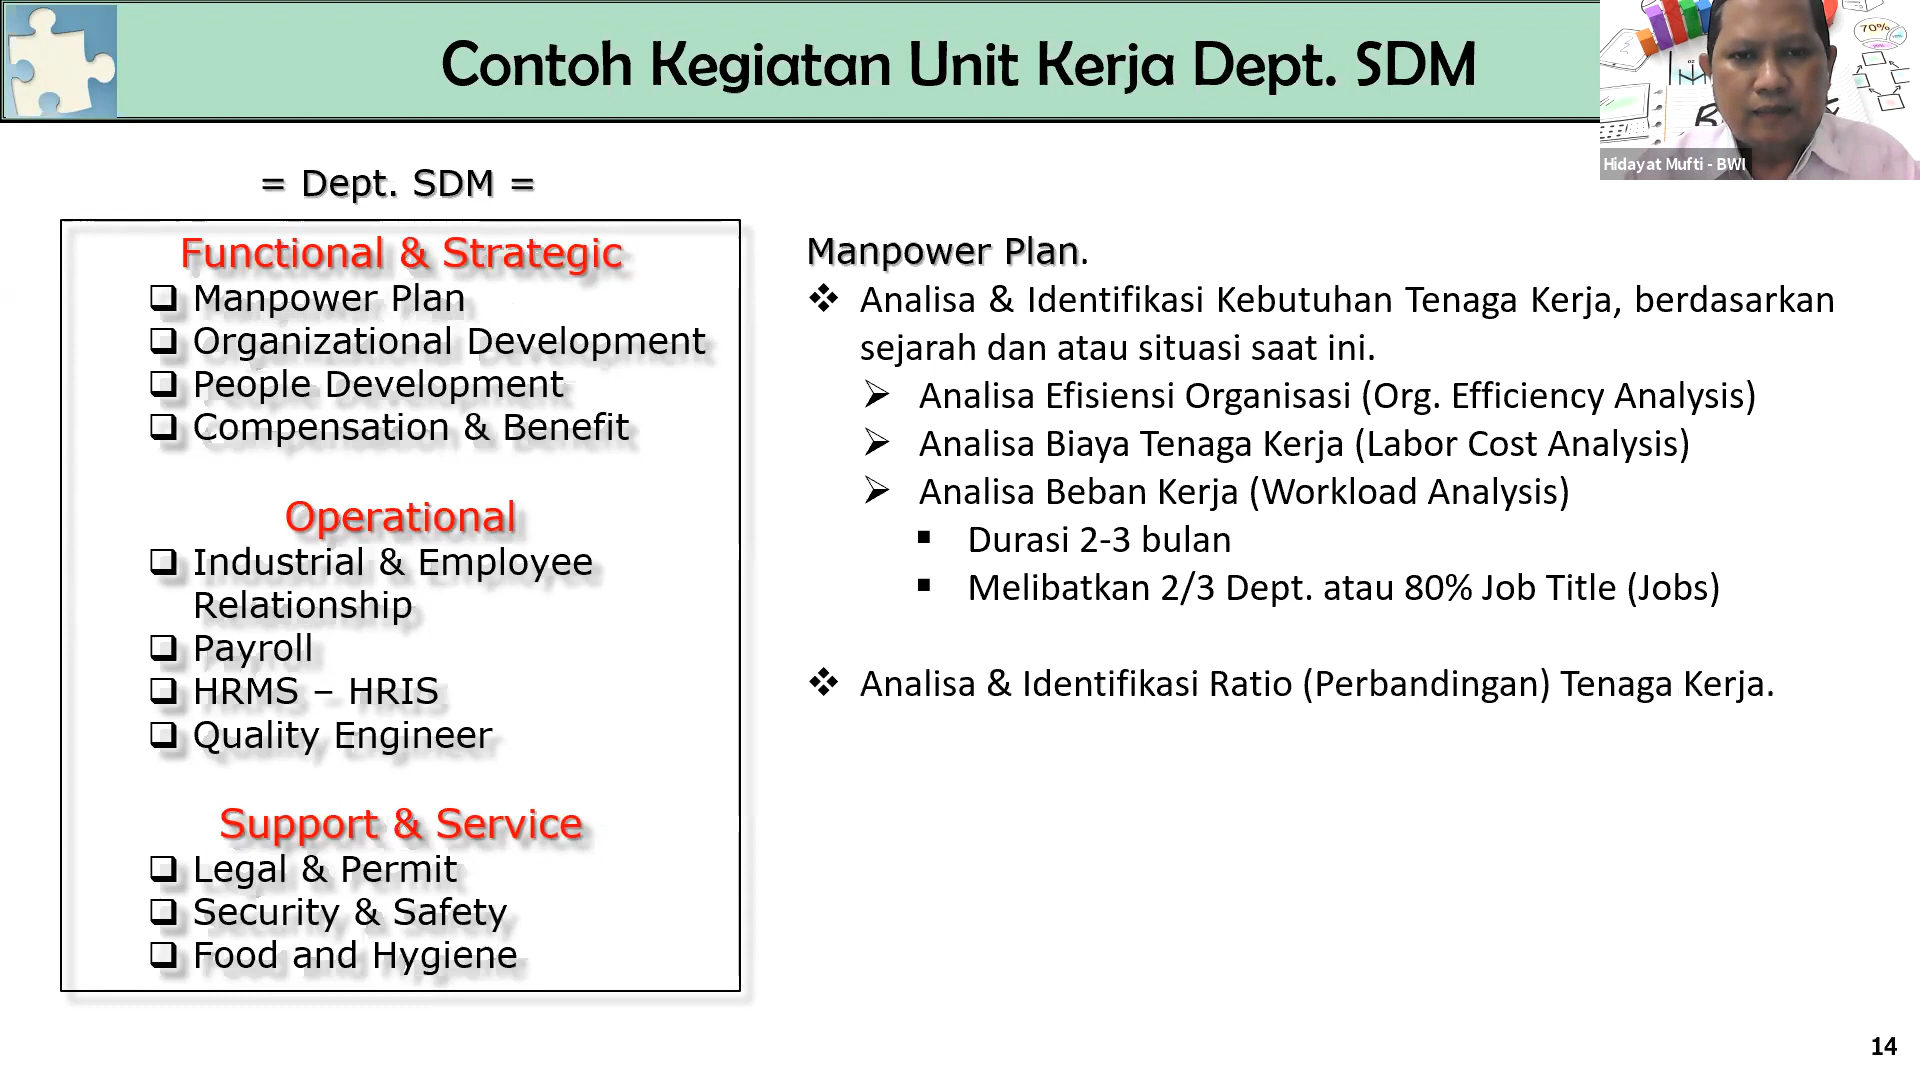 Contoh Kegiatan Unit Kerja Dept. SDM
70%
Hidayat Mufti - BWI
= Dept. SDM =
Functional & Strategic
❑ Manpower Plan
❑ Organizational Development
❑ People Development
❑ Compensation & Benefit
Operational
❑ Industrial & Employee
Relationship
❑ Payroll
❑ HRMS – HRIS
❑ Quality Engineer
Support & Service
❑ Legal & Permit
❑ Security & Safety
❑ Food and Hygiene
Manpower Plan.
❖ Analisa & Identifikasi Kebutuhan Tenaga Kerja, berdasarkan
sejarah dan atau situasi saat ini.
➢ Analisa Efisiensi Organisasi (Org. Efficiency Analysis)
➢ Analisa Biaya Tenaga Kerja (Labor Cost Analysis)
➢ Analisa Beban Kerja (Workload Analysis)
▪ Durasi 2-3 bulan
▪ Melibatkan 2/3 Dept. atau 80% Job Title (Jobs)
❖ Analisa & Identifikasi Ratio (Perbandingan) Tenaga Kerja.
14